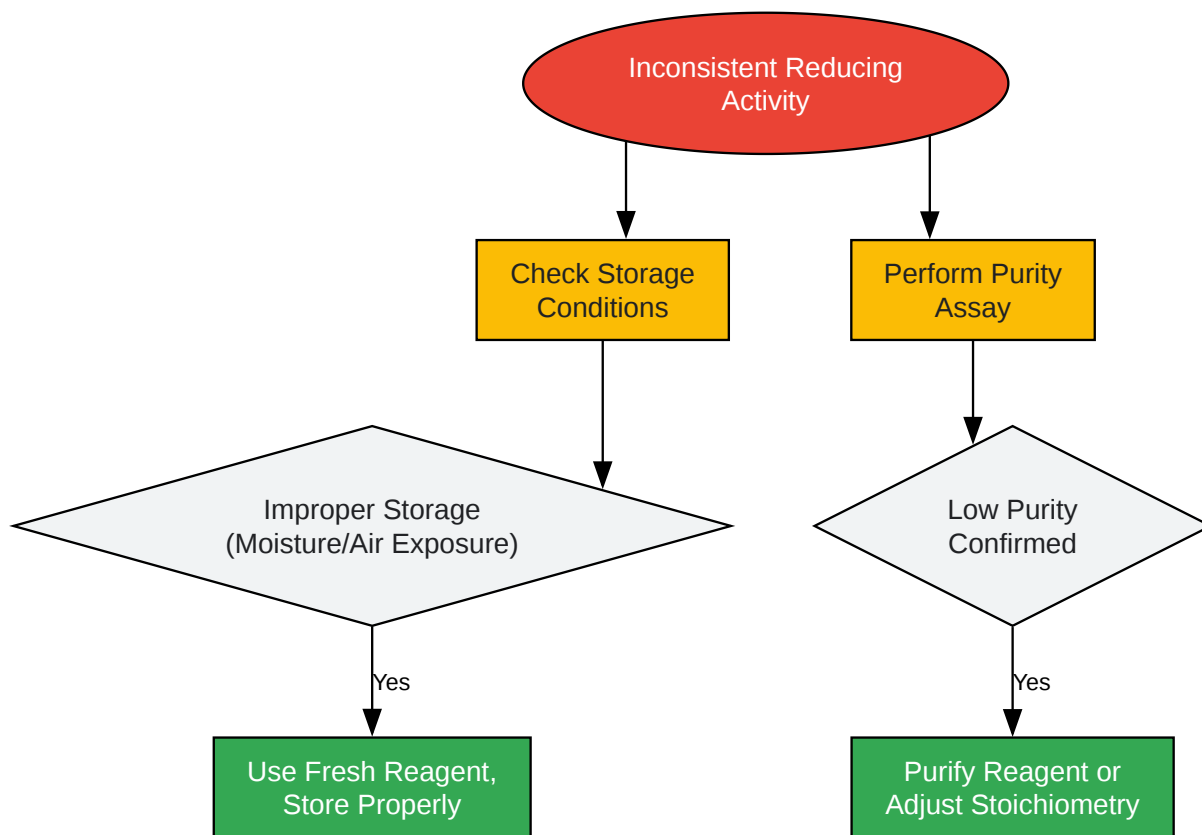 Inconsistent Reducing
Activity
Check Storage
Conditions
Perform Purity
Assay
Improper Storage
(Moisture/Air Exposure)
Low Purity
Confirmed
Yes
Yes
Use Fresh Reagent,
Store Properly
Purify Reagent or
Adjust Stoichiometry